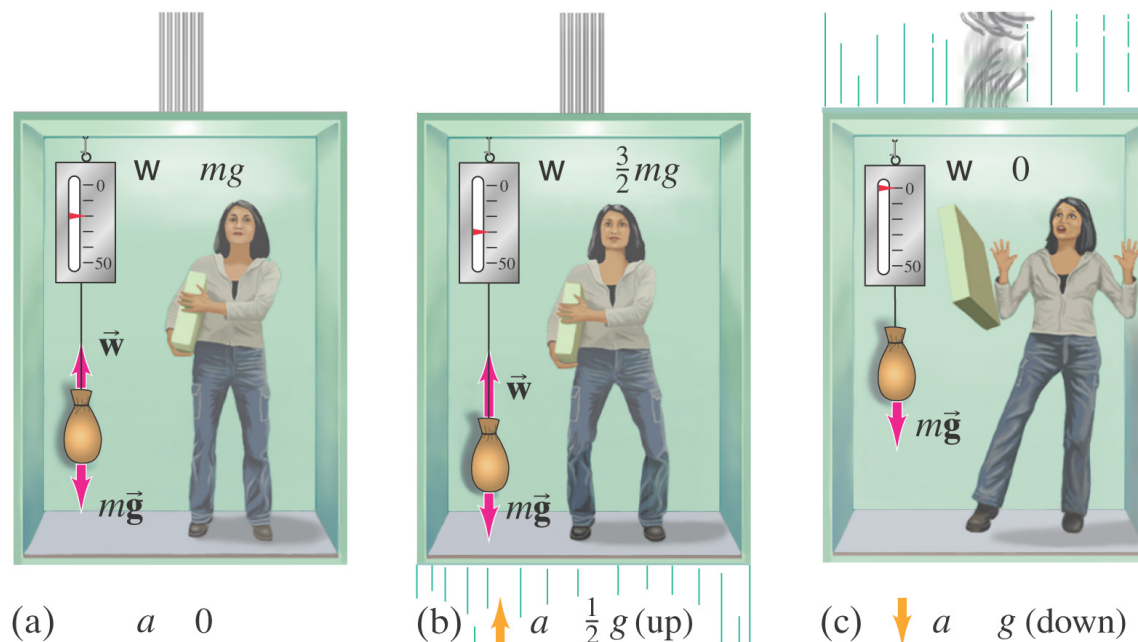 W mg
0
50
w⃗
mg⃗
(a) a 0
W 3/2 mg
0
50
w⃗
mg⃗
(b) a 1/2 g (up)
W 0
0
50
mg⃗
(c) a g (down)